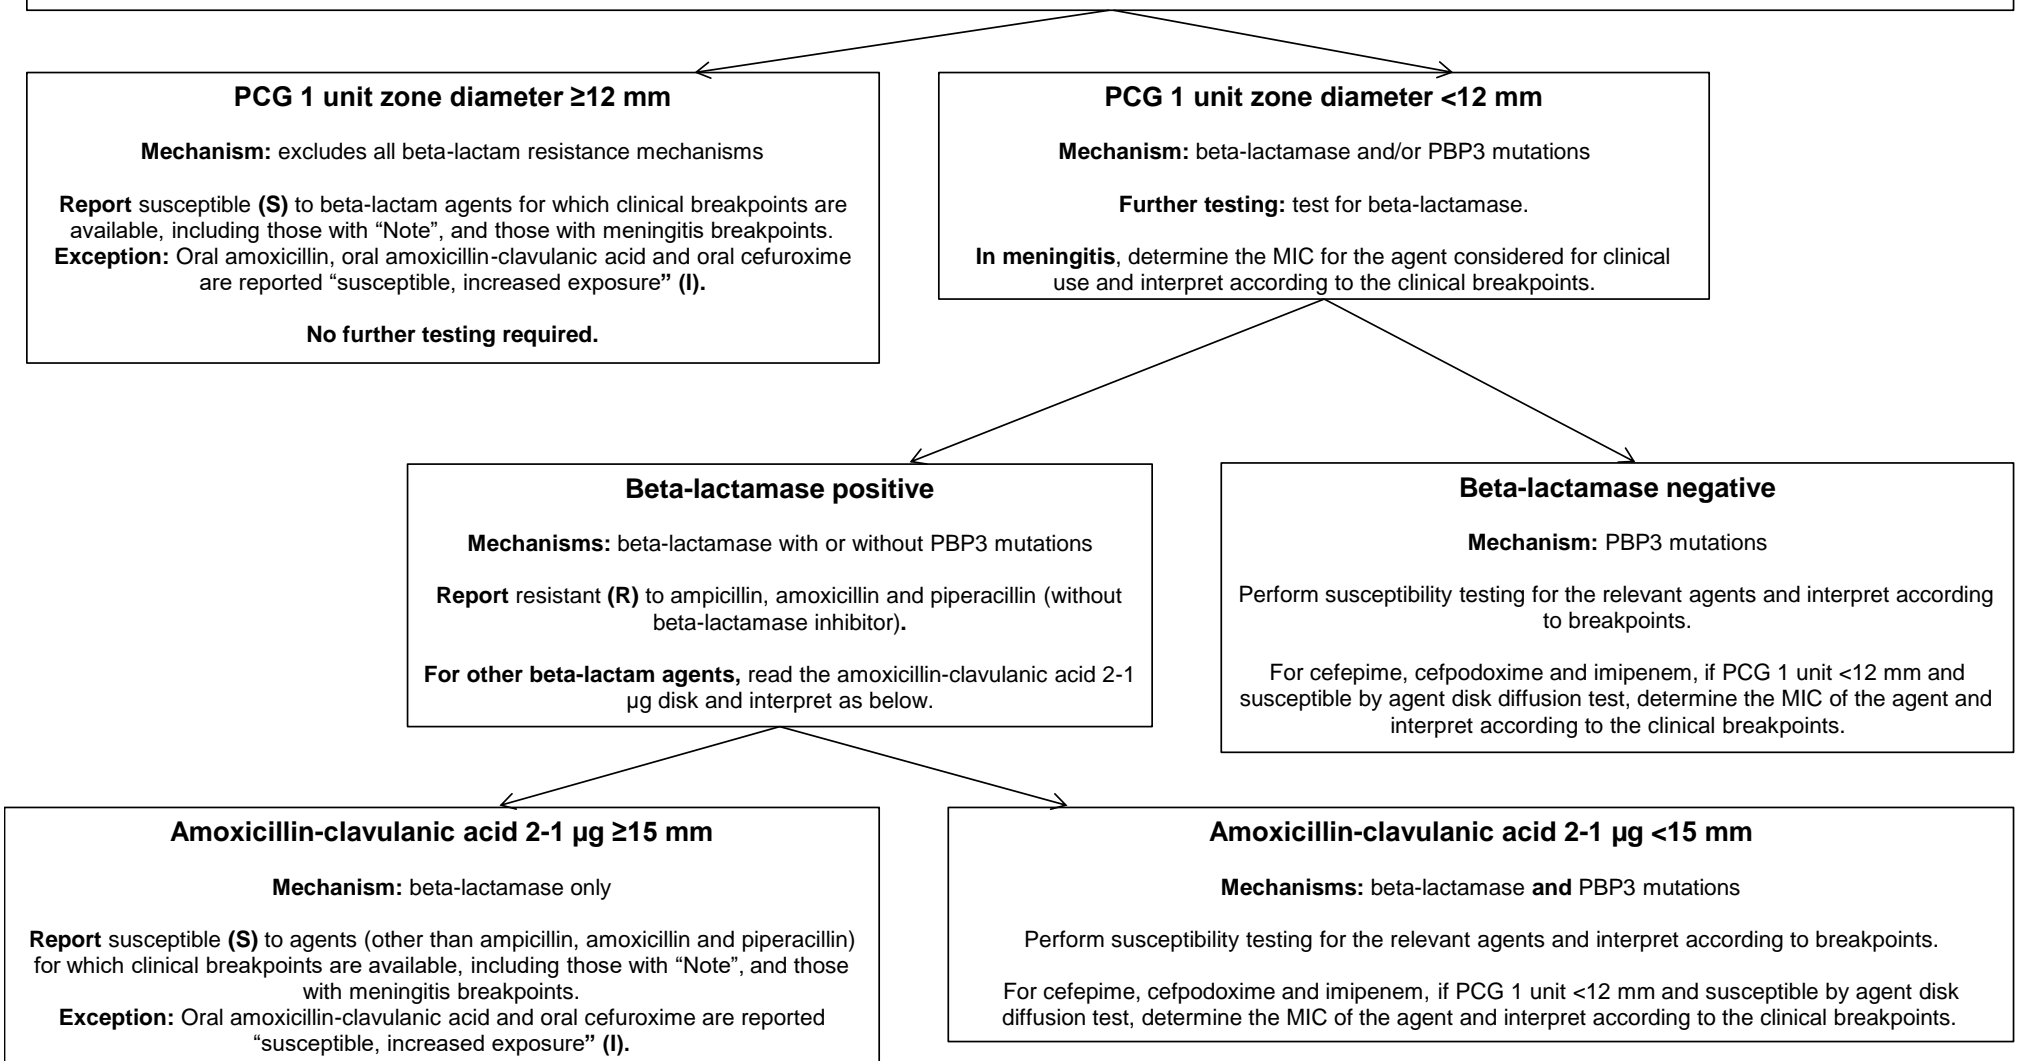 PCG 1 unit zone diameter ≥12 mm
Mechanism: excludes all beta-lactam resistance mechanisms
Report susceptible (S) to beta-lactam agents for which clinical breakpoints are
available, including those with “Note”, and those with meningitis breakpoints.
Exception: Oral amoxicillin, oral amoxicillin-clavulanic acid and oral cefuroxime
are reported “susceptible, increased exposure” (I).
No further testing required.
PCG 1 unit zone diameter <12 mm
Mechanism: beta-lactamase and/or PBP3 mutations
Further testing: test for beta-lactamase.
In meningitis, determine the MIC for the agent considered for clinical
use and interpret according to the clinical breakpoints.
Beta-lactamase positive
Mechanisms: beta-lactamase with or without PBP3 mutations
Report resistant (R) to ampicillin, amoxicillin and piperacillin (without
beta-lactamase inhibitor).
For other beta-lactam agents, read the amoxicillin-clavulanic acid 2-1
µg disk and interpret as below.
Beta-lactamase negative
Mechanism: PBP3 mutations
Perform susceptibility testing for the relevant agents and interpret according
to breakpoints.
For cefepime, cefpodoxime and imipenem, if PCG 1 unit <12 mm and
susceptible by agent disk diffusion test, determine the MIC of the agent and
interpret according to the clinical breakpoints.
Amoxicillin-clavulanic acid 2-1 µg ≥15 mm
Mechanism: beta-lactamase only
Report susceptible (S) to agents (other than ampicillin, amoxicillin and piperacillin)
for which clinical breakpoints are available, including those with “Note”, and those
with meningitis breakpoints.
Exception: Oral amoxicillin-clavulanic acid and oral cefuroxime are reported
“susceptible, increased exposure” (I).
Amoxicillin-clavulanic acid 2-1 µg <15 mm
Mechanisms: beta-lactamase and PBP3 mutations
Perform susceptibility testing for the relevant agents and interpret according to breakpoints.
For cefepime, cefpodoxime and imipenem, if PCG 1 unit <12 mm and susceptible by agent disk
diffusion test, determine the MIC of the agent and interpret according to the clinical breakpoints.